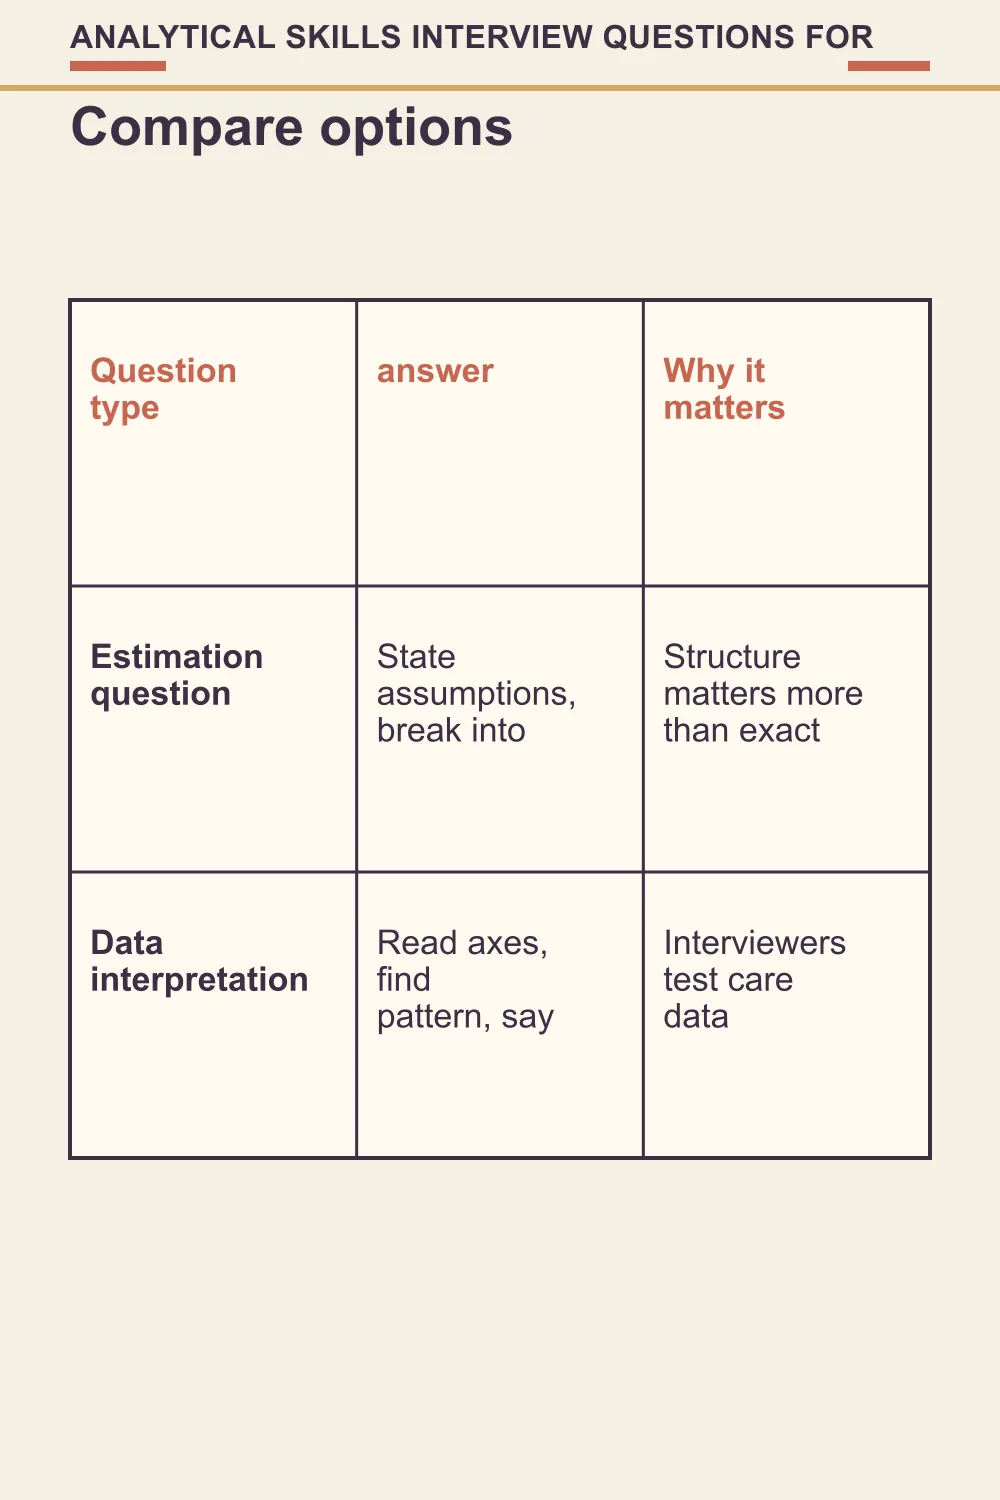 ANALYTICAL SKILLS INTERVIEW QUESTIONS FOR
Compare options
Question
type
answer
Why it
matters
Estimation
question
State
assumptions,
break into
Structure
matters more
than exact
Data
interpretation
Read axes,
find
pattern, say
Interviewers
test care
data